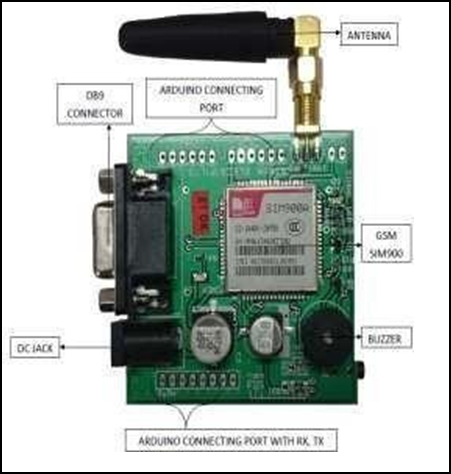 ANTENNA
DB9
CONNECTOR
ARDUINO CONNECTING
PORT
SIM900A
GSM
SIM900
DC JACK
BUZZER
ARDUINO CONNECTING PORT WITH RX, TX